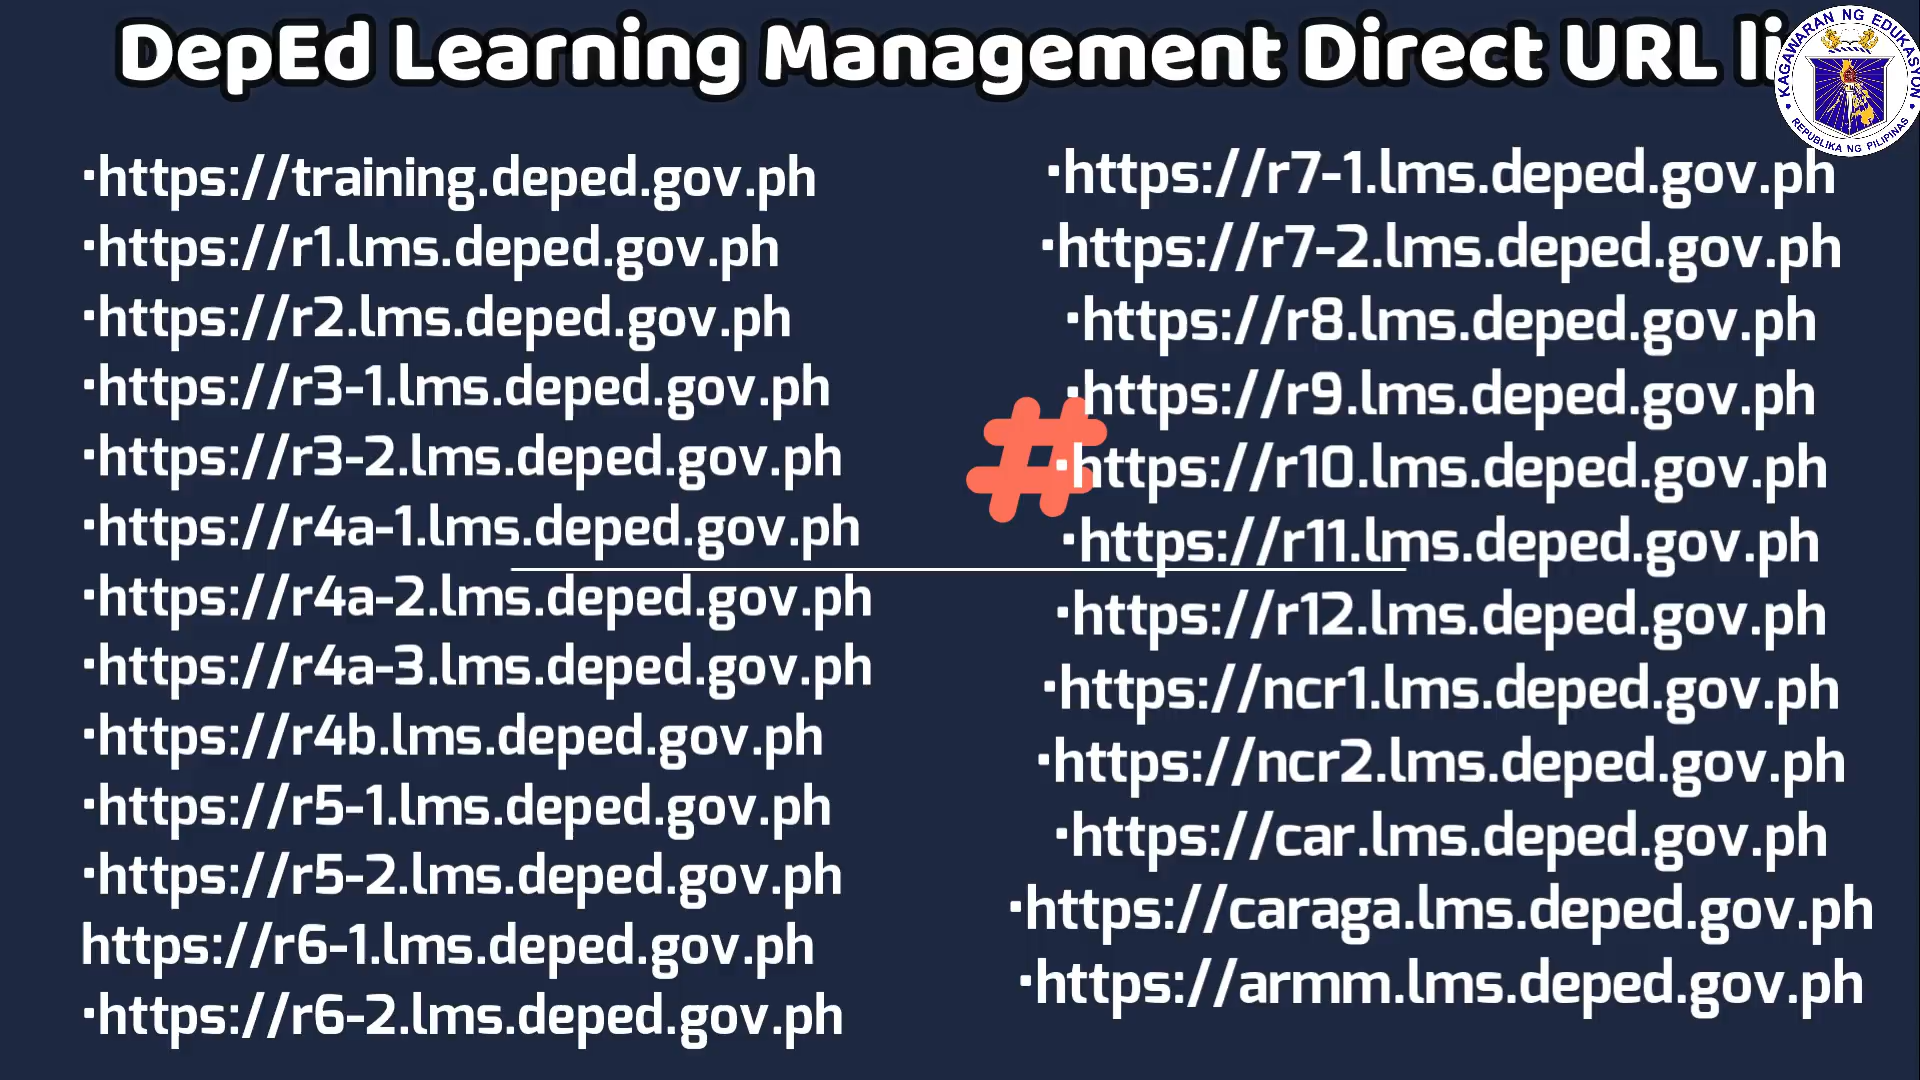 DepEd Learning Management Direct URL li
KAGAWARAN NG EDUKASYON
REPUBLIKA NG PILIPINAS
·https://training.deped.gov.ph
·https://r1.lms.deped.gov.ph
·https://r2.lms.deped.gov.ph
·https://r3-1.lms.deped.gov.ph
·https://r3-2.lms.deped.gov.ph
·https://r4a-1.lms.deped.gov.ph
·https://r4a-2.lms.deped.gov.ph
·https://r4a-3.lms.deped.gov.ph
·https://r4b.lms.deped.gov.ph
·https://r5-1.lms.deped.gov.ph
·https://r5-2.lms.deped.gov.ph
https://r6-1.lms.deped.gov.ph
·https://r6-2.lms.deped.gov.ph
·https://r7-1.lms.deped.gov.ph
·https://r7-2.lms.deped.gov.ph
·https://r8.lms.deped.gov.ph
·https://r9.lms.deped.gov.ph
·https://r10.lms.deped.gov.ph
·https://r11.lms.deped.gov.ph
·https://r12.lms.deped.gov.ph
·https://ncr1.lms.deped.gov.ph
·https://ncr2.lms.deped.gov.ph
·https://car.lms.deped.gov.ph
·https://caraga.lms.deped.gov.ph
·https://armm.lms.deped.gov.ph
#